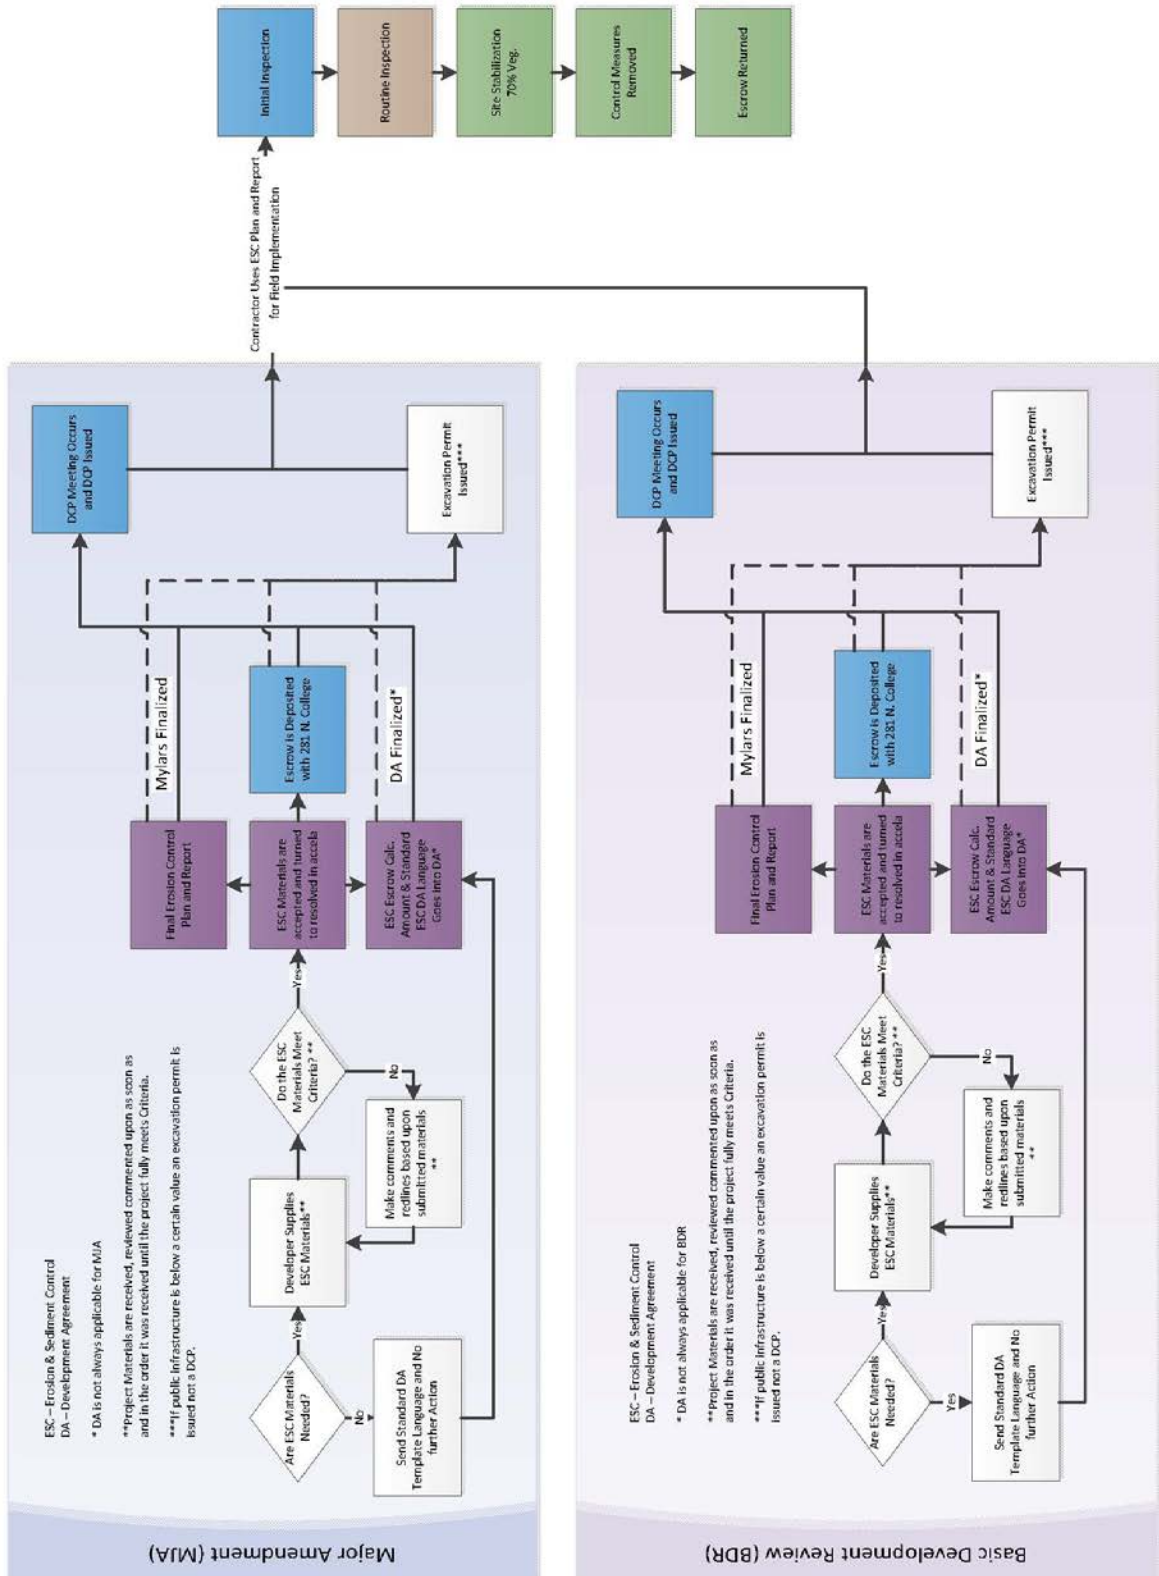 Major Amendment (MJA)
ESC – Erosion & Sediment Control
DA – Development Agreement
* DA is not always applicable for MJA
**Project Materials are received, reviewed commented upon as soon as
and in the order it was received until the project fully meets Criteria.
***If public Infrastructure is below a certain value an excavation permit is
issued not a DCP.
Are ESC Materials
Needed?
Yes
No
Send Standard DA
Template Language and No
further Action
Developer Supplies
ESC Materials**
Do the ESC
Materials Meet
Criteria? **
Yes
No
Make comments and
redlines based upon
submitted materials
**
Final Erosion Control
Plan and Report
ESC Materials are
accepted and turned
to resolved in accela
ESC Escrow Calc.
Amount & Standard
ESC DA Language
Goes into DA*
Mylars Finalized
Escrow is Deposited
with 281 N. College
DA Finalized*
DCP Meeting Occurs
and DCP Issued
Excavation Permit
Issued***
Contractor Uses ESC Plan and Report
for Field Implementation
Initial Inspection
Routine Inspection
Site Stabilization
70% Veg.
Control Measures
Removed
Escrow Returned
Basic Development Review (BDR)
ESC – Erosion & Sediment Control
DA – Development Agreement
* DA is not always applicable for BDR
**Project Materials are received, reviewed commented upon as soon as
and in the order it was received until the project fully meets Criteria.
***If public Infrastructure is below a certain value an excavation permit is
issued not a DCP.
Are ESC Materials
Needed?
Yes
Yes
Send Standard DA
Template Language and No
further Action
Developer Supplies
ESC Materials**
Do the ESC
Materials Meet
Criteria? **
Yes
No
Make comments and
redlines based upon
submitted materials
**
Final Erosion Control
Plan and Report
ESC Materials are
accepted and turned
to resolved in accela
ESC Escrow Calc.
Amount & Standard
ESC DA Language
Goes into DA*
Mylars Finalized
Escrow is Deposited
with 281 N. College
DA Finalized*
DCP Meeting Occurs
and DCP Issued
Excavation Permit
Issued***